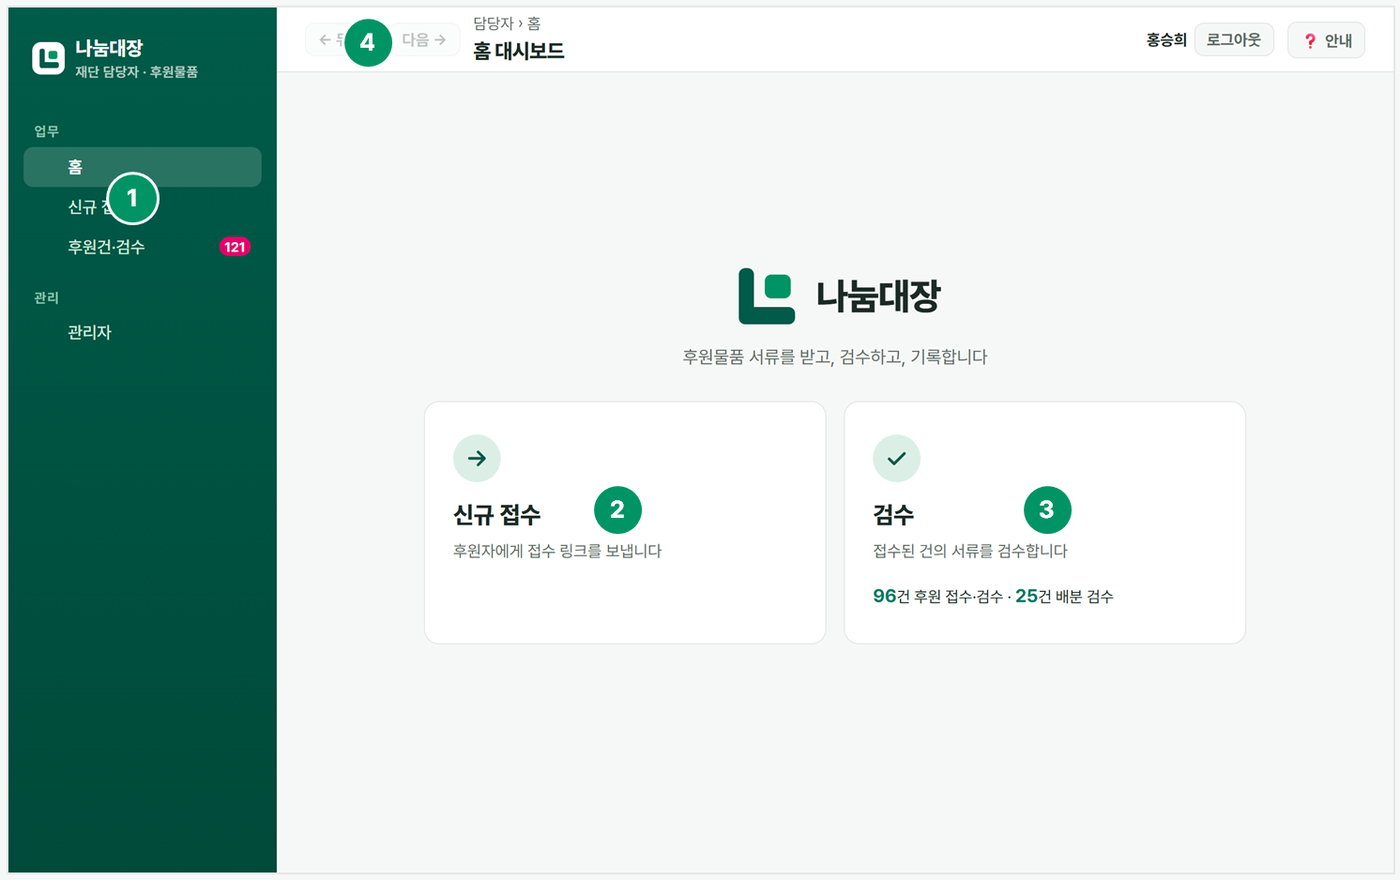 나눔대장
재단 담당자 · 후원물품
업무
홈
1
신규
후원건·검수 121
관리
관리자
←
4
다음 →
담당자 › 홈
홈 대시보드
홍승희
로그아웃
❓ 안내
나눔대장
후원물품 서류를 받고, 검수하고, 기록합니다
→
신규 접수
2
후원자에게 접수 링크를 보냅니다
✓
검수
3
접수된 건의 서류를 검수합니다
96건 후원 접수·검수 · 25건 배분 검수